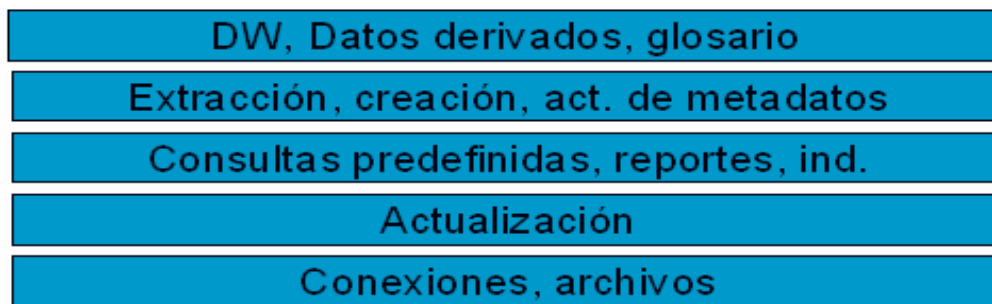 DW, Datos derivados, glosario
Extracción, creación, act. de metadatos
Consultas predefinidas, reportes, ind.
Actualización
Conexiones, archivos